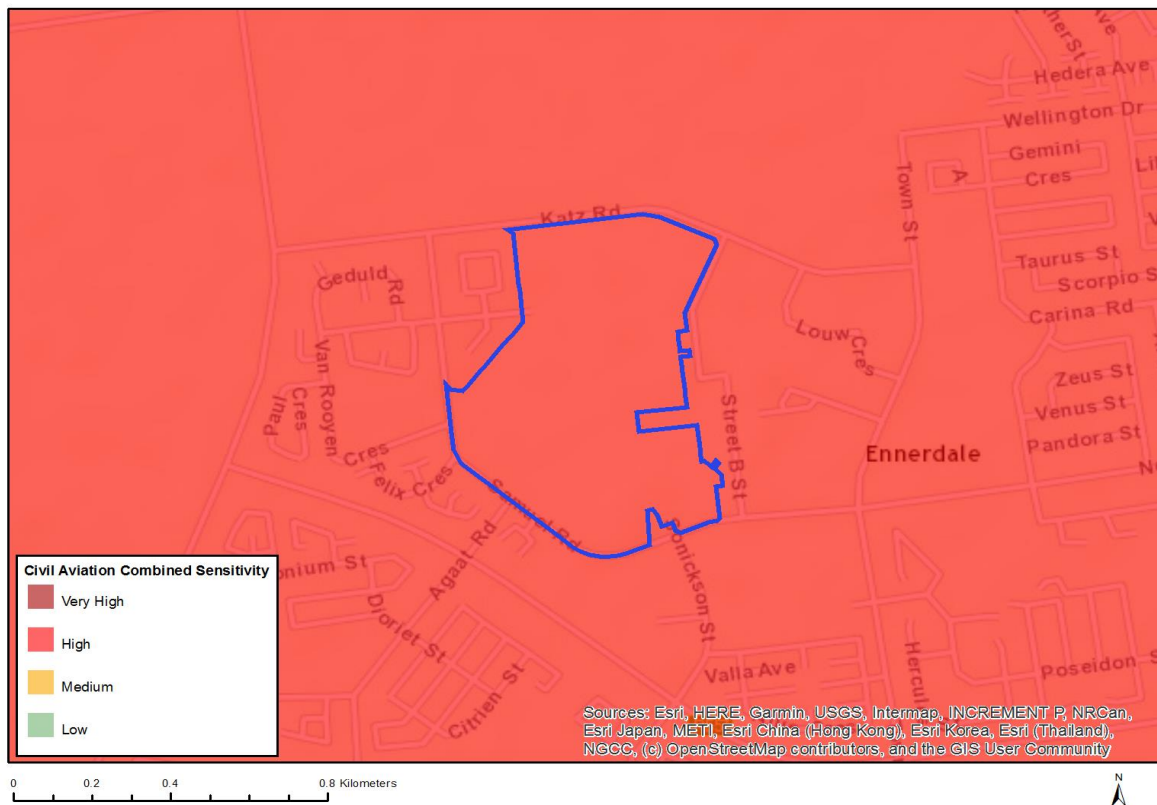 Hedera Ave
Wellington Dr
Gemini
Cres
Town St
A
Katz Rd
Taurus St
Scorpio S
Carina Rd
Geduld
Rd
Louw Cres
Van Rooyen
Cres
Paul
Cres
Zeus St
Venus St
Pandora St
Street B St
Ennerdale
Felix Cres
Samuel Rd
Agaat Rd
onickson St
onium St
Dioriet St
Citrien St
Valla Ave
Hercul
Poseidon S
Civil Aviation Combined Sensitivity
Very High
High
Medium
Low
Sources: Esri, HERE, Garmin, USGS, Intermap, INCREMENT P, NRCan,
Esri Japan, METI, Esri China (Hong Kong), Esri Korea, Esri (Thailand),
NGCC, (c) OpenStreetMap contributors, and the GIS User Community
0 0.2 0.4 0.8 Kilometers
N